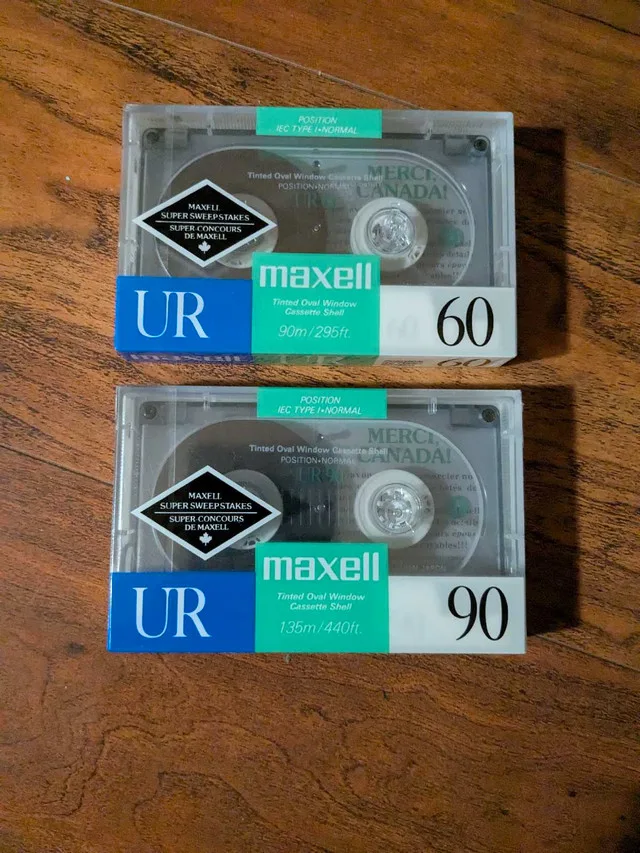 POSITION
IEC TYPE I•NORMAL
Tinted Oval Window Cassette Shell
POSITION•NORMAL
MERCI,
CANADA!
MAXELL
SUPER SWEEPSTAKES
SUPER CONCOURS
DE MAXELL
maxell
Tinted Oval Window
Cassette Shell
90m/295ft.
UR
60
maxell
UR
60
POSITION
IEC TYPE I•NORMAL
Tinted Oval Window Cassette Shell
POSITION•NORMAL
MERCI,
CANADA!
MAXELL
SUPER SWEEPSTAKES
SUPER CONCOURS
DE MAXELL
maxell
Tinted Oval Window
Cassette Shell
135m/440ft.
UR
90